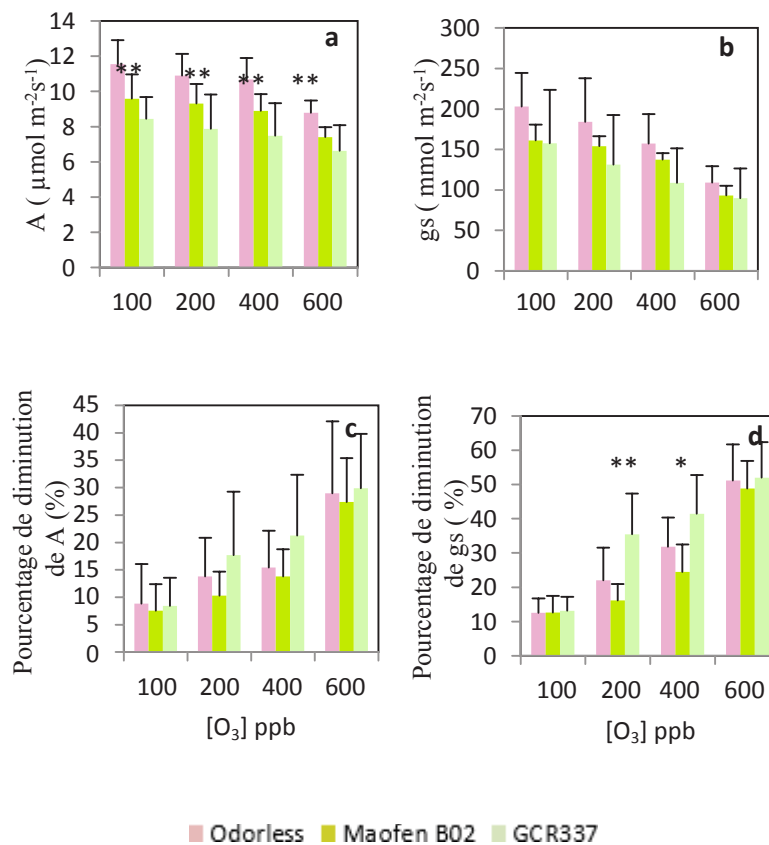 a
14
12
10
8
6
4
2
0
A ( µmol m⁻²s⁻¹)
** ** ** **
100 200 400 600
b
300
250
200
150
100
50
0
gs ( mmol m⁻²s⁻¹)
100 200 400 600
c
45
40
35
30
25
20
15
10
5
0
Pourcentage de diminution
de A (%)
100 200 400 600
[O₃] ppb
d
70
60
50
40
30
20
10
0
Pourcentage de diminution
de gs ( %)
** *
100 200 400 600
[O₃] ppb
Odorless Maofen B02 GCR337